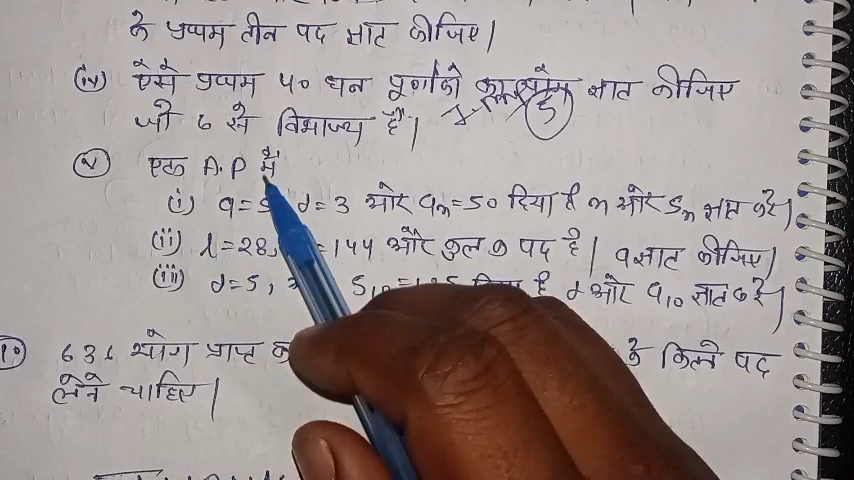 के प्रथम तीन पद ज्ञात कीजिए।
(iv) ऐसे प्रथम 40 धन पूर्णांकों का योग ज्ञात कीजिए
जो 6 से विभाज्य है।
(v) एक A.P में
(i) a=5, d=3 और an=50 दिया है n और Sn ज्ञात करे।
(ii) l=28, =144 और कुल 9 पद है। a ज्ञात कीजिए।
(iii) d=5, S10 दिया है d और a10 ज्ञात करे।
10 636 योग प्राप्त के कितने पद
लेने चाहिए।